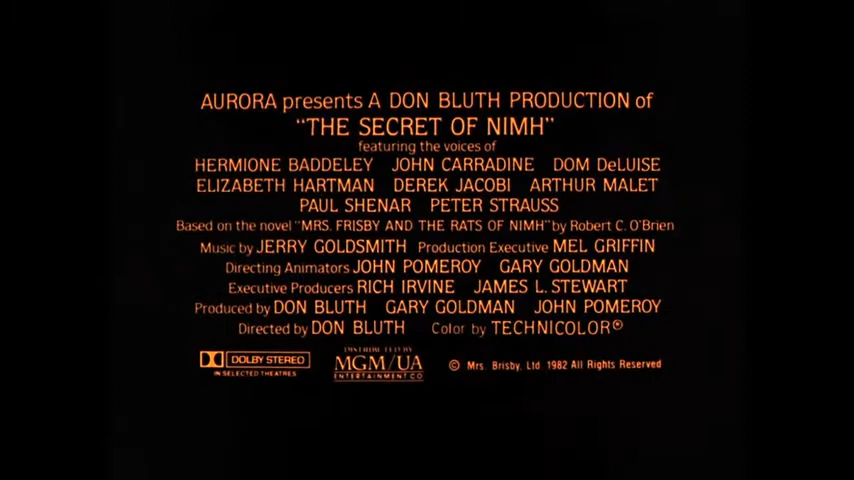 AURORA presents A DON BLUTH PRODUCTION of
"THE SECRET OF NIMH"
featuring the voices of
HERMIONE BADDELEY JOHN CARRADINE DOM DeLUISE
ELIZABETH HARTMAN DEREK JACOBI ARTHUR MALET
PAUL SHENAR PETER STRAUSS
Based on the novel "MRS. FRISBY AND THE RATS OF NIMH" by Robert C. O'Brien
Music by JERRY GOLDSMITH Production Executive MEL GRIFFIN
Directing Animators JOHN POMEROY GARY GOLDMAN
Executive Producers RICH IRVINE JAMES L. STEWART
Produced by DON BLUTH GARY GOLDMAN JOHN POMEROY
Directed by DON BLUTH Color by TECHNICOLOR®
DOLBY STEREO
IN SELECTED THEATRES
DISTRIBUTED BY
MGM/UA
ENTERTAINMENT CO
© Mrs. Brisby, Ltd. 1982 All Rights Reserved